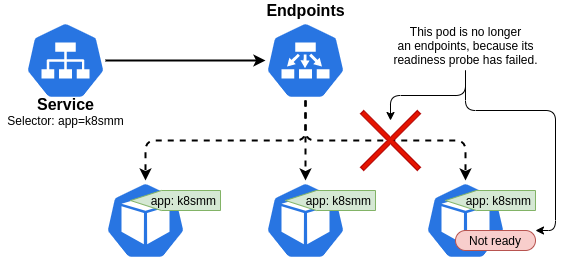 Endpoints
This pod is no longer
an endpoints, because its
readiness probe has failed.
Service
Selector: app=k8smm
app: k8smm
app: k8smm
app: k8smm
Not ready